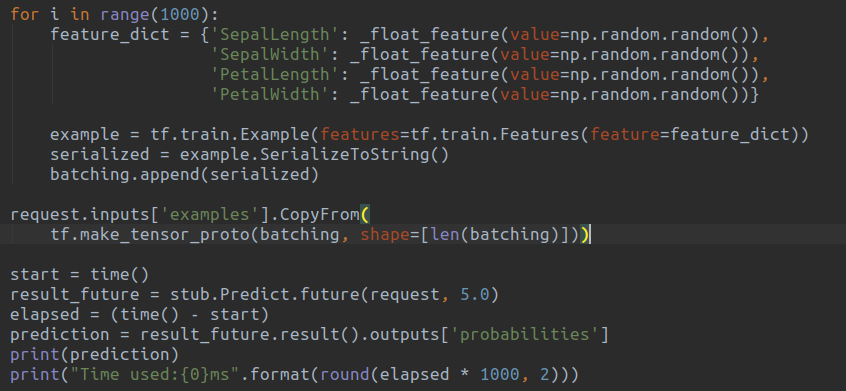 for i in range(1000):
    feature_dict = {'SepalLength': _float_feature(value=np.random.random()),
                    'SepalWidth': _float_feature(value=np.random.random()),
                    'PetalLength': _float_feature(value=np.random.random()),
                    'PetalWidth': _float_feature(value=np.random.random())}

    example = tf.train.Example(features=tf.train.Features(feature=feature_dict))
    serialized = example.SerializeToString()
    batching.append(serialized)

request.inputs['examples'].CopyFrom(
    tf.make_tensor_proto(batching, shape=[len(batching)]))

start = time()
result_future = stub.Predict.future(request, 5.0)
elapsed = (time() - start)
prediction = result_future.result().outputs['probabilities']
print(prediction)
print("Time used:{0}ms".format(round(elapsed * 1000, 2)))